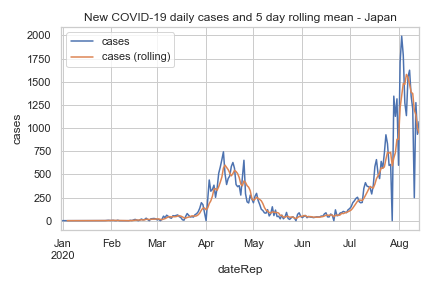 New COVID-19 daily cases and 5 day rolling mean - Japan
cases
cases (rolling)
2000
1750
1500
1250
1000
750
500
250
0
cases
Jan Feb Mar Apr May Jun Jul Aug
2020
dateRep